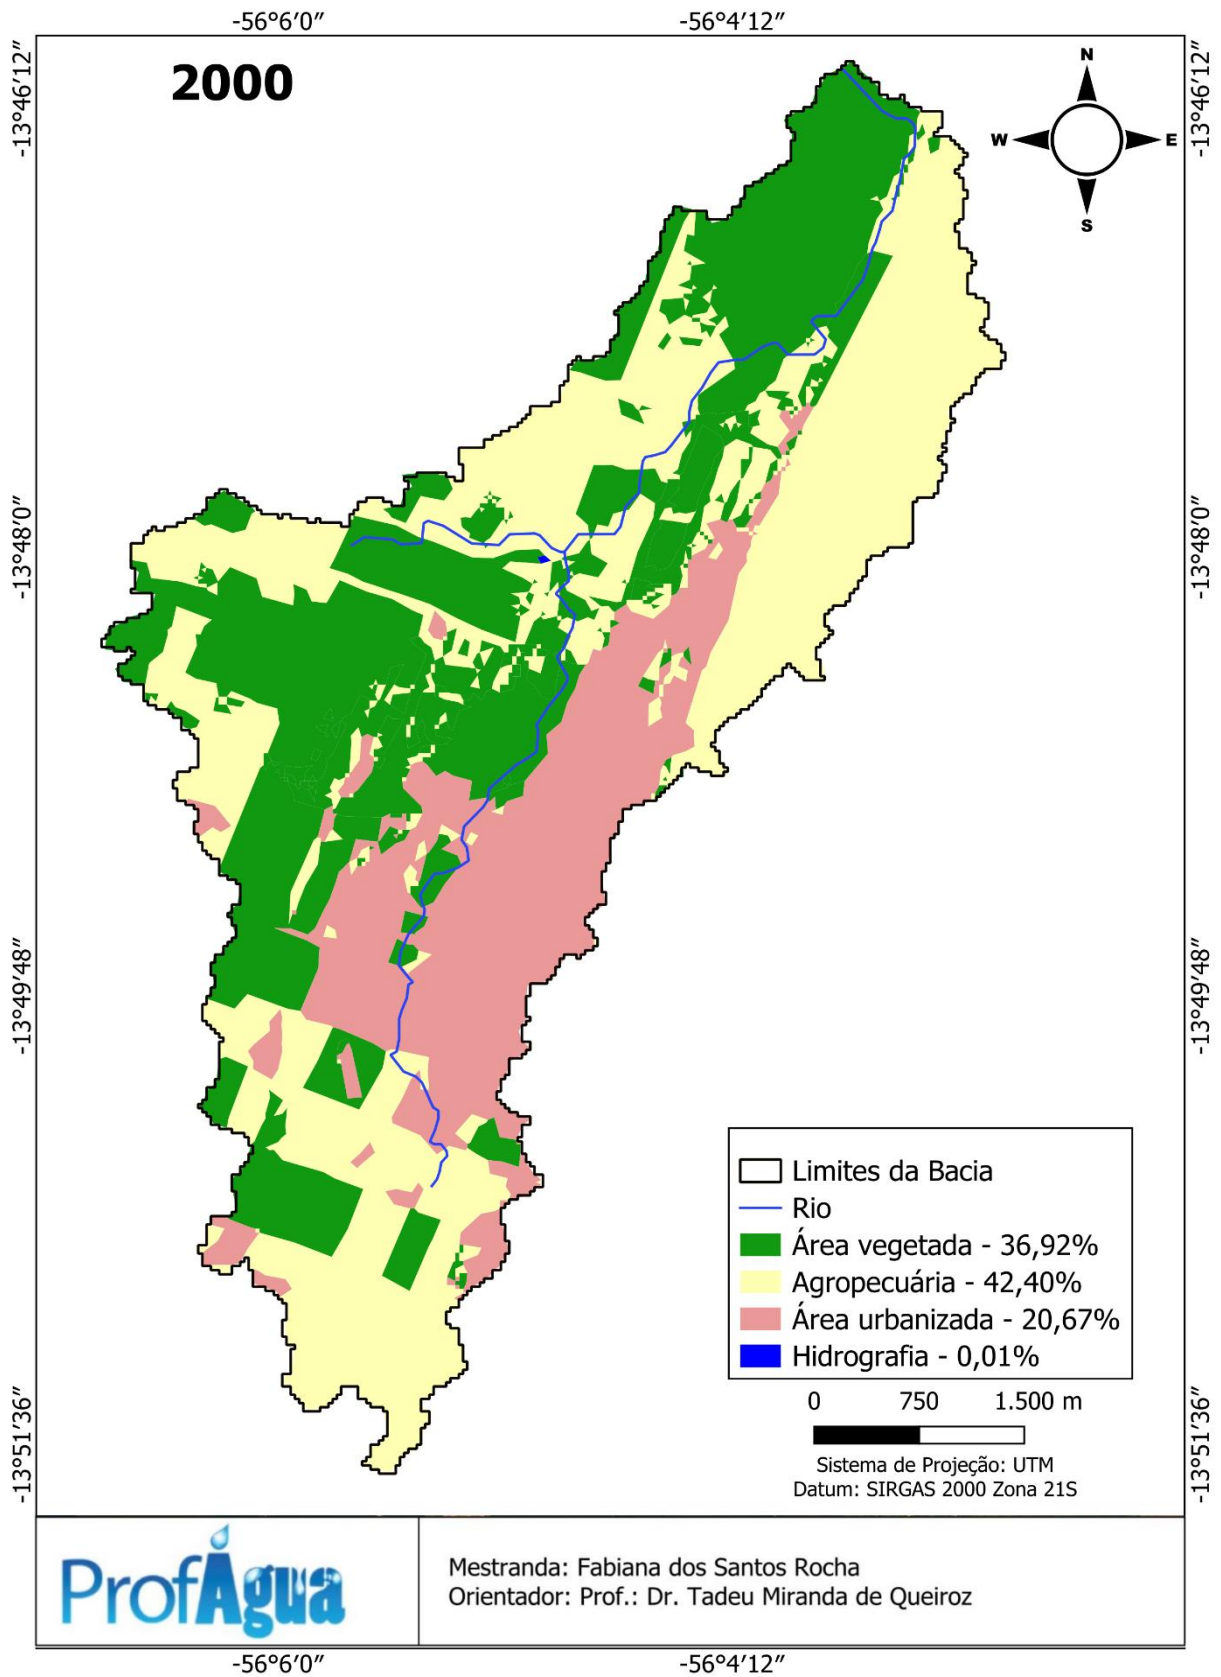 -56°6′0″ -56°4′12″
2000
N
W E
S
-13°46′12″ -13°46′12″
-13°48′0″ -13°48′0″
-13°49′48″ -13°49′48″
-13°51′36″ -13°51′36″
Limites da Bacia
Rio
Área vegetada - 36,92%
Agropecuária - 42,40%
Área urbanizada - 20,67%
Hidrografia - 0,01%
0 750 1.500 m
Sistema de Projeção: UTM
Datum: SIRGAS 2000 Zona 21S
ProfÁgua
Mestranda: Fabiana dos Santos Rocha
Orientador: Prof.: Dr. Tadeu Miranda de Queiroz
-56°6′0″ -56°4′12″